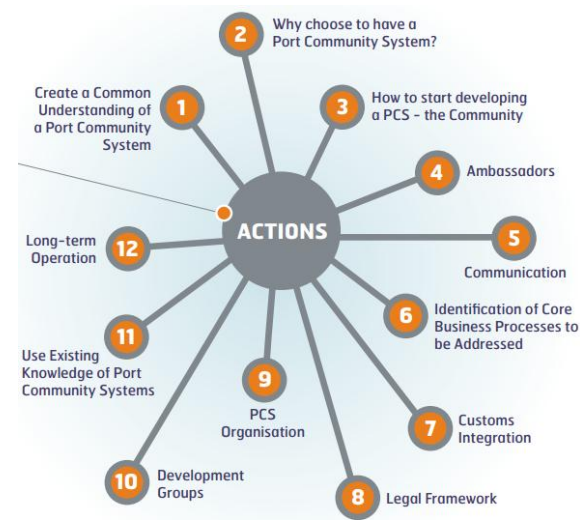 2
Why choose to have a
Port Community System?
1
Create a Common
Understanding of
a Port Community
System
3
How to start developing
a PCS - the Community
4
Ambassadors
ACTIONS
5
Communication
12
Long-term
Operation
6
Identification of Core
Business Processes to
be Addressed
11
Use Existing
Knowledge of Port
Community Systems
9
PCS
Organisation
7
Customs
Integration
10
Development
Groups
8
Legal Framework